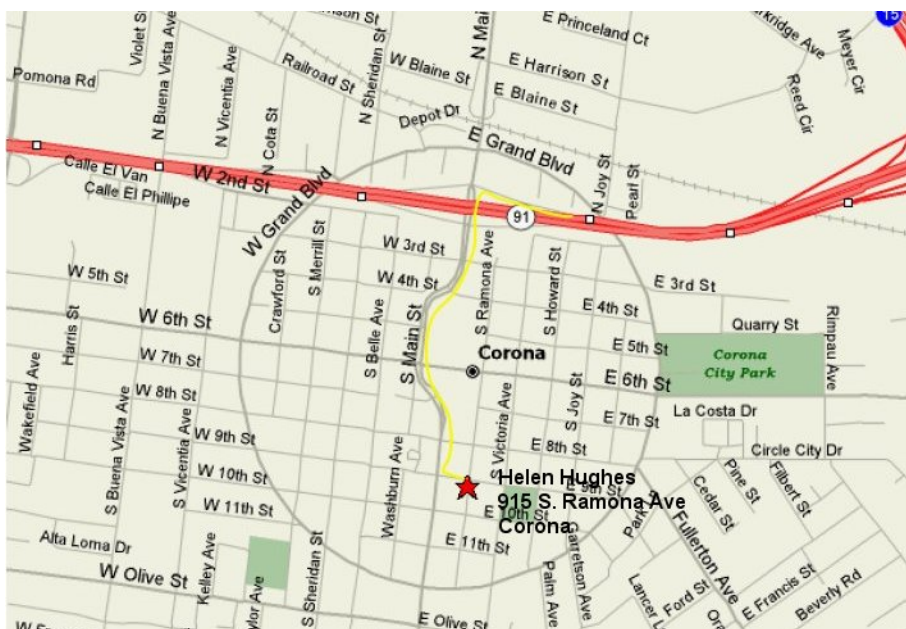 15
Princeland Ct
Parkridge Ave
Meyer Cir
Violet St
N Buena Vista Ave
N Vicentia Ave
N Sheridan St
N Main
Railroad St
W Blaine St
E Harrison St
E Blaine St
Reed Cir
Pomona Rd
N Cota St
Depot Dr
E Grand Blvd
N Joy St
Pearl St
Calle El Van
W 2nd St
Calle El Phillipe
91
W Grand Blvd
W 3rd St
W 5th St
S Merrill St
W 4th St
S Ramona Ave
S Howard St
E 3rd St
Crawford St
E 4th St
W 6th St
Harris St
S Belle Ave
S Main St
Quarry St
Rimpau Ave
E 5th St
Corona
City Park
W 7th St
Corona
E 6th St
Wakefield Ave
W 8th St
S Joy St
La Costa Dr
E 7th St
S Buena Vista Ave
S Vicentia Ave
W 9th St
S Victoria Ave
E 8th St
Circle City Dr
W 10th St
Washburn Ave
Helen Hughes
E 9th St
Pine St
Filbert St
915 S. Ramona Ave
Cedar St
W 11th St
E 10th St
Corona
Park
Alta Loma Dr
E 11th St
Garretson Ave
Fullerton Ave
W Olive St
Kelley Ave
S Sheridan St
Palm Ave
Lancer
Ford St
E Francis St
Beverly Rd
E Olive St